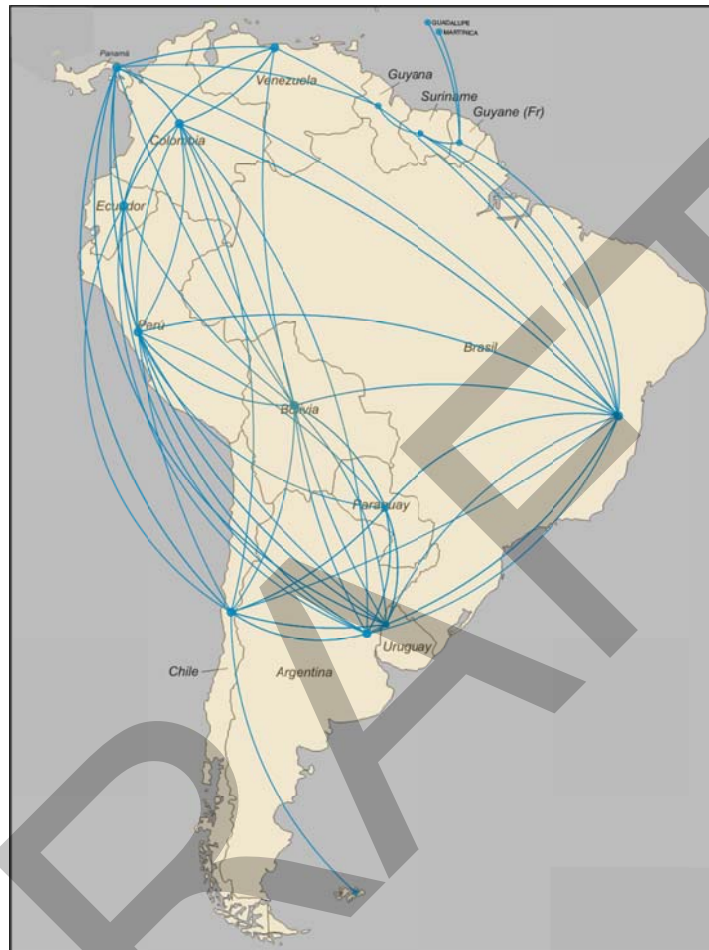 GUADALUPE
MARTINICA
Panamá
Venezuela
Guyana
Suriname
Guyane (Fr)
Colombia
Ecuador
Perú
Brasil
Bolivia
Paraguay
Uruguay
Chile
Argentina
DRAFT